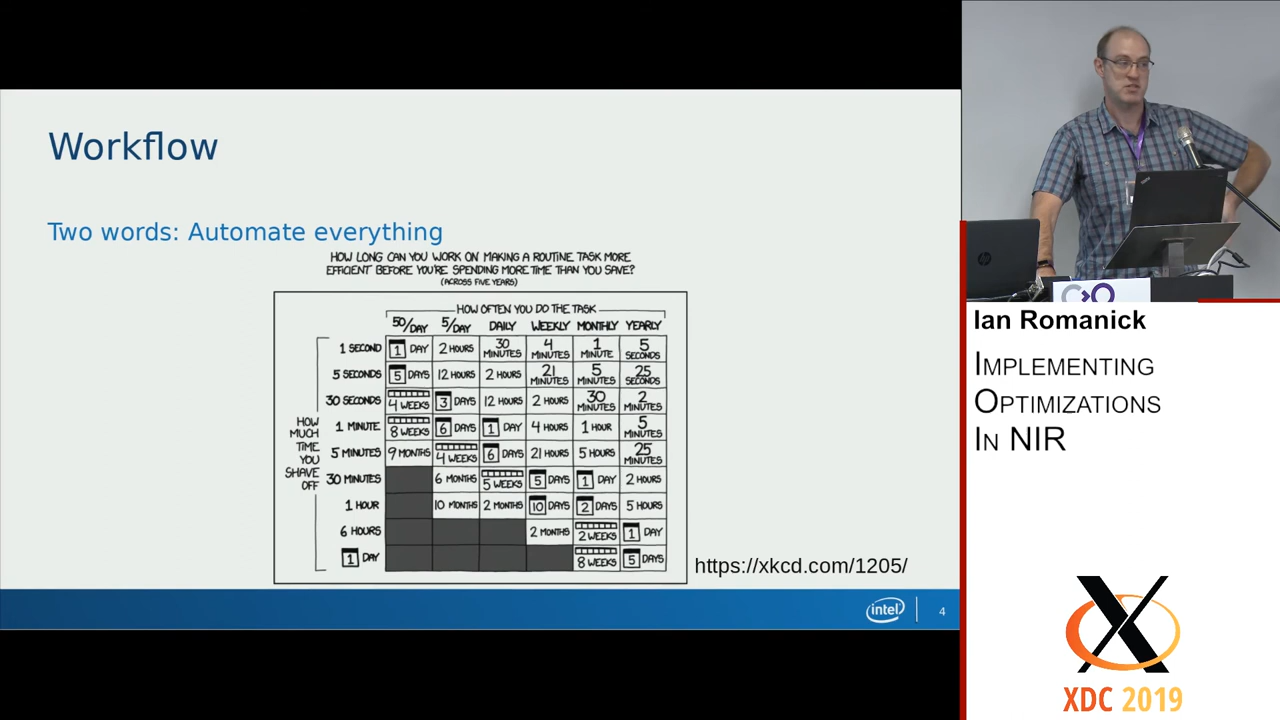 Workflow
Two words: Automate everything
HOW LONG CAN YOU WORK ON MAKING A ROUTINE TASK MORE
EFFICIENT BEFORE YOU'RE SPENDING MORE TIME THAN YOU SAVE?
(ACROSS FIVE YEARS)
HOW OFTEN YOU DO THE TASK
50/DAY 5/DAY DAILY WEEKLY MONTHLY YEARLY
HOW MUCH TIME YOU SHAVE OFF
1 SECOND 1 DAY 2 HOURS 30 MINUTES 4 MINUTES 1 MINUTE 5 SECONDS
5 SECONDS 5 DAYS 12 HOURS 2 HOURS 21 MINUTES 5 MINUTES 25 SECONDS
30 SECONDS 4 WEEKS 3 DAYS 12 HOURS 2 HOURS 30 MINUTES 2 MINUTES
1 MINUTE 8 WEEKS 6 DAYS 1 DAY 4 HOURS 1 HOUR 5 MINUTES
5 MINUTES 9 MONTHS 4 WEEKS 6 DAYS 21 HOURS 5 HOURS 25 MINUTES
30 MINUTES 6 MONTHS 5 WEEKS 5 DAYS 1 DAY 2 HOURS
1 HOUR 10 MONTHS 2 MONTHS 10 DAYS 2 DAYS 5 HOURS
6 HOURS 2 MONTHS 2 WEEKS 1 DAY
1 DAY 8 WEEKS 5 DAYS
https://xkcd.com/1205/
intel 4
hp
Ian Romanick
IMPLEMENTING
OPTIMIZATIONS
IN NIR
XDC 2019